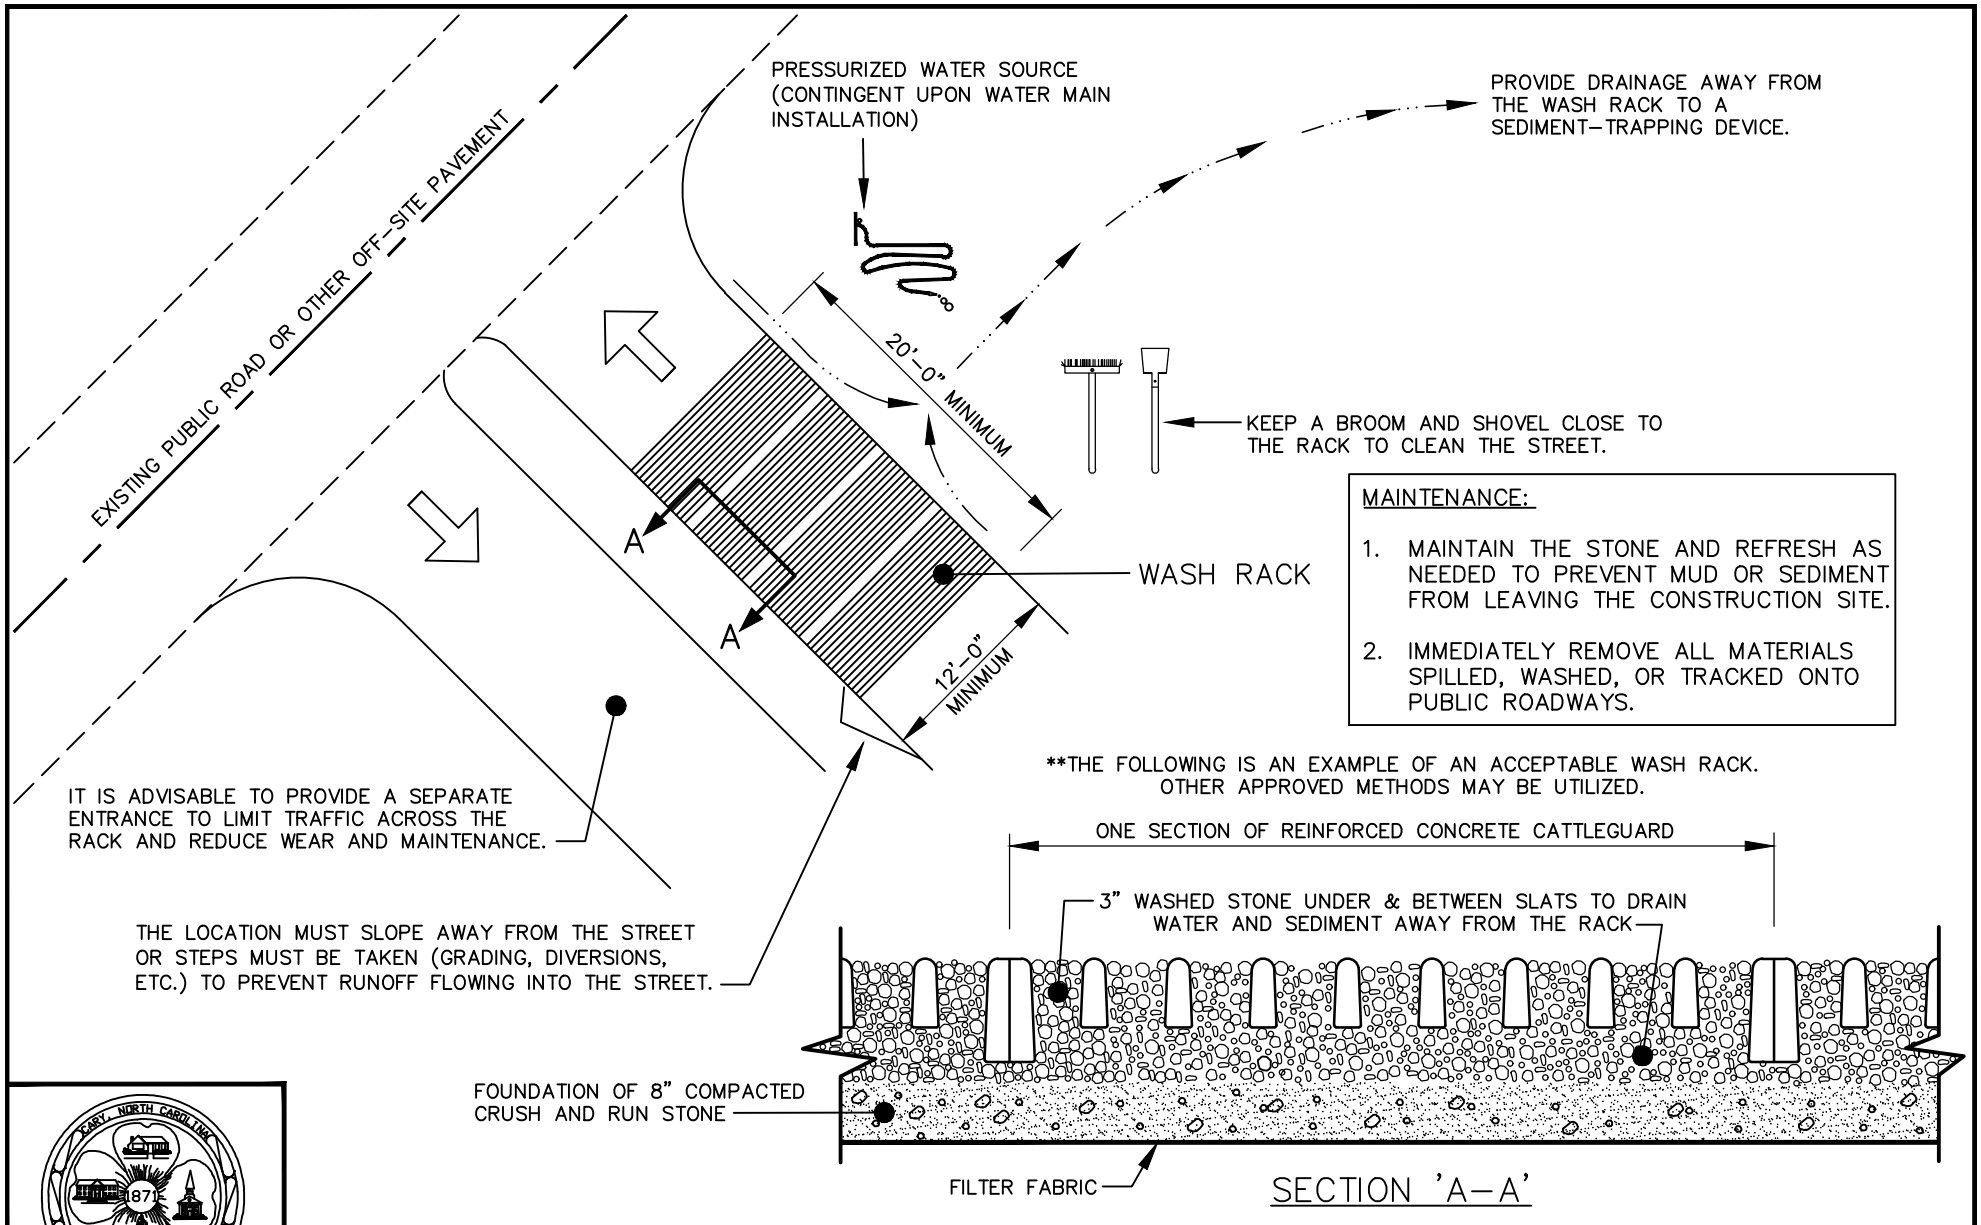 PRESSURIZED WATER SOURCE
(CONTINGENT UPON WATER MAIN
INSTALLATION)
PROVIDE DRAINAGE AWAY FROM
THE WASH RACK TO A
SEDIMENT-TRAPPING DEVICE.
EXISTING PUBLIC ROAD OR OTHER OFF-SITE PAVEMENT
20'-0" MINIMUM
KEEP A BROOM AND SHOVEL CLOSE TO
THE RACK TO CLEAN THE STREET.
A
A
WASH RACK
12'-0"
MINIMUM
MAINTENANCE:
1. MAINTAIN THE STONE AND REFRESH AS
NEEDED TO PREVENT MUD OR SEDIMENT
FROM LEAVING THE CONSTRUCTION SITE.
2. IMMEDIATELY REMOVE ALL MATERIALS
SPILLED, WASHED, OR TRACKED ONTO
PUBLIC ROADWAYS.
IT IS ADVISABLE TO PROVIDE A SEPARATE
ENTRANCE TO LIMIT TRAFFIC ACROSS THE
RACK AND REDUCE WEAR AND MAINTENANCE.
THE LOCATION MUST SLOPE AWAY FROM THE STREET
OR STEPS MUST BE TAKEN (GRADING, DIVERSIONS,
ETC.) TO PREVENT RUNOFF FLOWING INTO THE STREET.
**THE FOLLOWING IS AN EXAMPLE OF AN ACCEPTABLE WASH RACK.
OTHER APPROVED METHODS MAY BE UTILIZED.
ONE SECTION OF REINFORCED CONCRETE CATTLEGUARD
3" WASHED STONE UNDER & BETWEEN SLATS TO DRAIN
WATER AND SEDIMENT AWAY FROM THE RACK
FOUNDATION OF 8" COMPACTED
CRUSH AND RUN STONE
FILTER FABRIC
SECTION 'A-A'
CARY, NORTH CAROLINA
1871